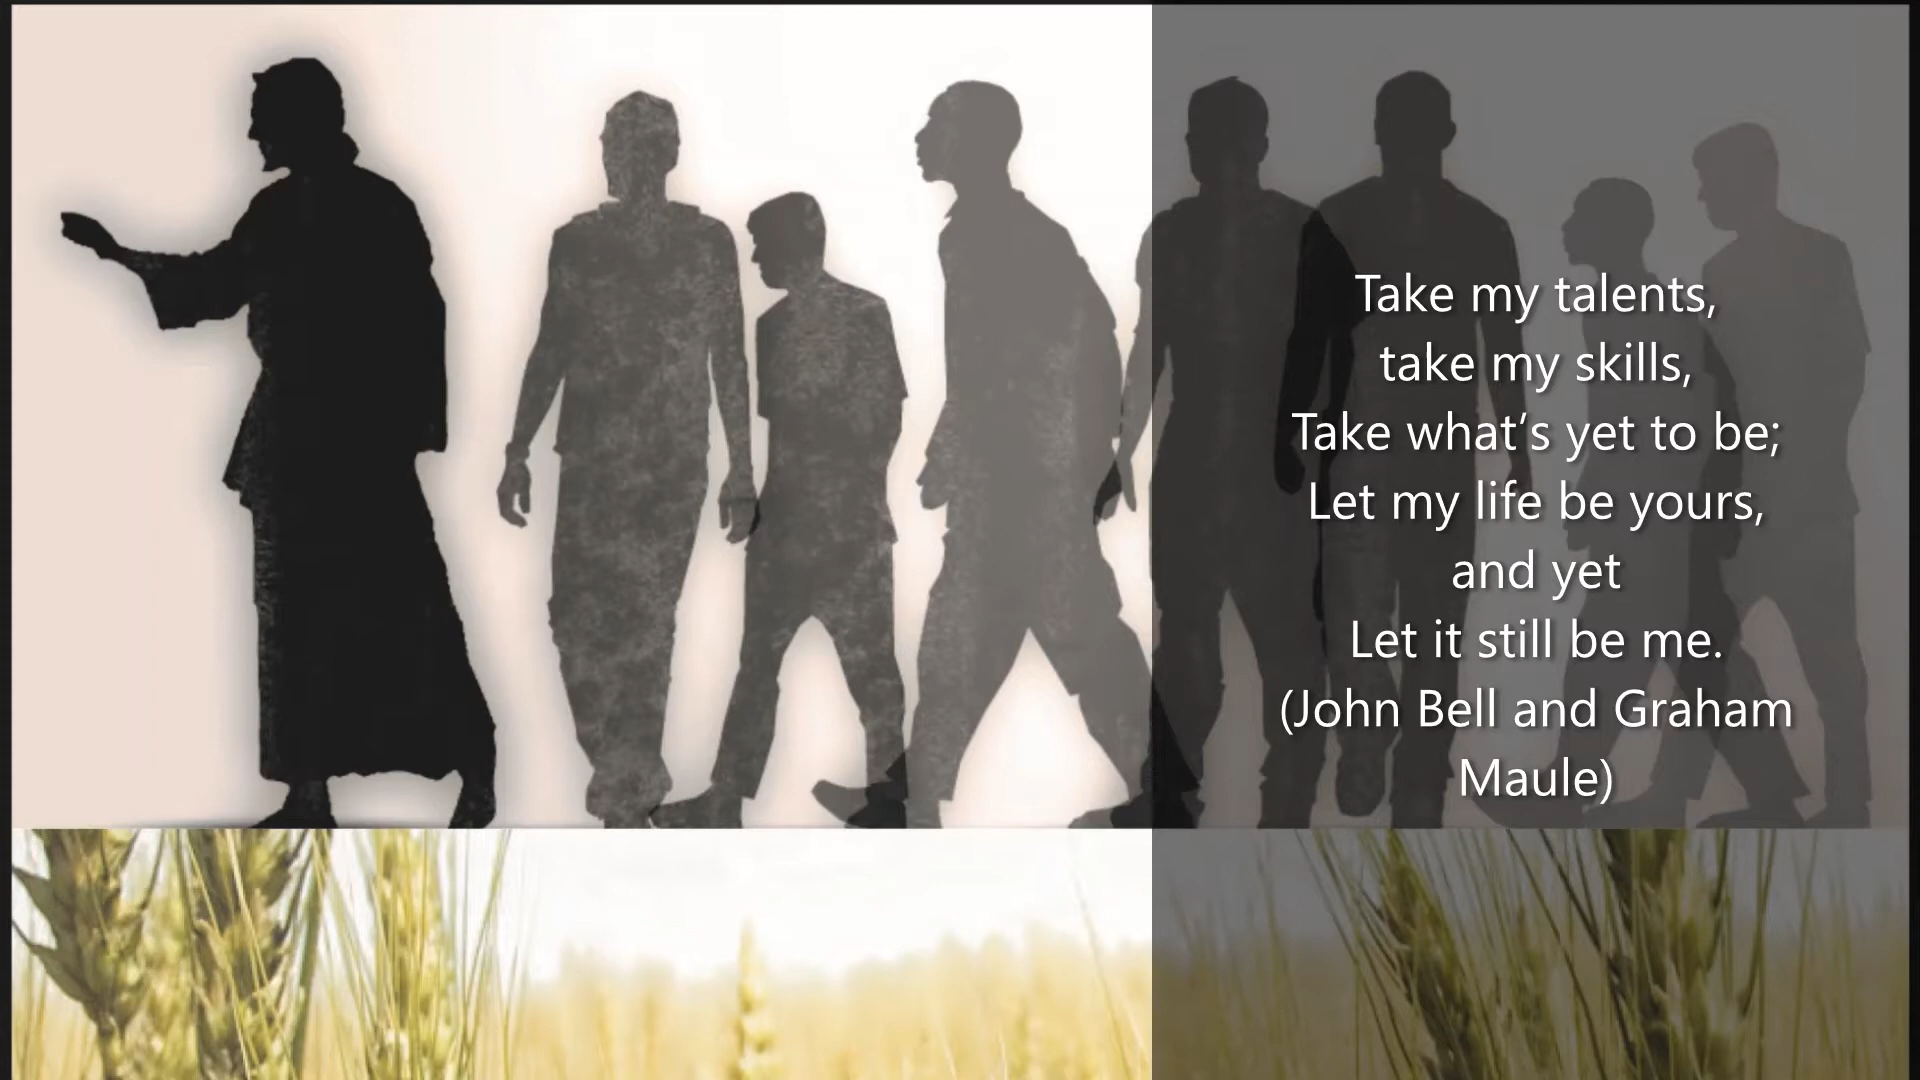 Take my talents,
take my skills,
Take what’s yet to be;
Let my life be yours,
and yet
Let it still be me.
(John Bell and Graham
Maule)